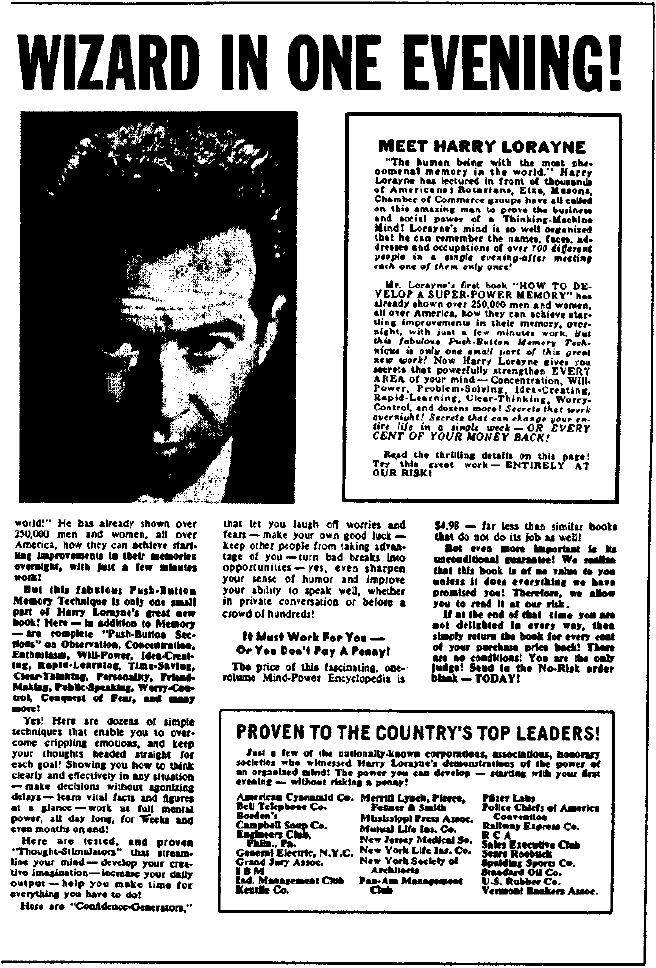 WIZARD IN ONE EVENING!
MEET HARRY LORAYNE
"The human being with the most phe-
nomenal memory in the world." Harry
Lorayne has lectured in front of thousands
of Americans! Rotarians, Elks, Masons,
Chamber of Commerce groups have all called
on this amazing man to prove the business
and social power of a Thinking-Machine
Mind! Lorayne's mind is so well organized
that he can remember the names, faces, ad-
dresses and occupations of over 700 different
people in a single evening-after meeting
each one of them only once!
Mr. Lorayne's first book "HOW TO DE-
VELOP A SUPER-POWER MEMORY" has
already shown over 250,000 men and women,
all over America, how they can achieve star-
tling improvements in their memory, over-
night, with just a few minutes work. But
this fabulous Push-Button Memory Tech-
nique is only one small part of this great
new work! Now Harry Lorayne gives you
secrets that powerfully strengthen EVERY
AREA of your mind — Concentration, Will-
Power, Problem-Solving, Idea-Creating,
Rapid-Learning, Clear-Thinking, Worry-
Control, and dozens more! Secrets that work
overnight! Secrets that can change your en-
tire life in a single week — OR EVERY
CENT OF YOUR MONEY BACK!
Read the thrilling details on this page!
Try this great work — ENTIRELY AT
OUR RISK!
world!" He has already shown over
250,000 men and women, all over
America, how they can achieve start-
ling improvements in their memories
overnight, with just a few minutes
work!
But this fabulous Push-Button
Memory Technique is only one small
part of Harry Lorayne's great new
book! Here — in addition to Memory
— are complete "Push-Button Sec-
tions" on Observation, Concentration,
Enthusiasm, Will-Power, Idea-Creat-
ing, Rapid-Learning, Time-Saving,
Clear-Thinking, Personality, Friend-
Making, Public-Speaking, Worry-Con-
trol, Conquest of Fear, and many
more!
Yes! Here are dozens of simple
techniques that enable you to over-
come crippling emotions, and keep
your thoughts headed straight for
each goal! Showing you how to think
clearly and effectively in any situation
— make decisions without agonizing
delays — learn vital facts and figures
at a glance — work at full mental
power, all day long, for Weeks and
even months on end!
Here are tested, and proven
"Thought-Stimulators" that stream-
line your mind — develop your crea-
tive imagination — increase your daily
output — help you make time for
everything you have to do!
Here are "Confidence-Generators,"
that let you laugh off worries and
fears — make your own good luck —
keep other people from taking advan-
tage of you — turn bad breaks into
opportunities — yes, even sharpen
your sense of humor and improve
your ability to speak well, whether
in private conversation or before a
crowd of hundreds!
It Must Work For You —
Or You Don't Pay A Penny!
The price of this fascinating, one-
volume Mind-Power Encyclopedia is
$4.98 — far less than similar books
that do not do its job as well!
But even more important is its
unconditional guarantee! We realize
that this book is of no value to you
unless it does everything we have
promised you! Therefore, we allow
you to read it at our risk.
If at the end of that time you are
not delighted in every way, then
simply return the book for every cent
of your purchase price back! There
are no conditions! You are the only
judge! Send in the No-Risk order
blank — TODAY!
PROVEN TO THE COUNTRY'S TOP LEADERS!
Just a few of the nationally-known corporations, associations, honorary
societies who witnessed Harry Lorayne's demonstrations of the power of
an organized mind! The power you can develop — starting with your first
evening — without risking a penny!
American Cyanamid Co.
Bell Telephone Co.
Borden's
Campbell Soup Co.
Engineers Club,
Phila., Pa.
General Electric, N.Y.C.
Grand Jury Assoc.
I B M
Ind. Management Club
Kentile Co.
Merrill Lynch, Pierce,
Fenner & Smith
Mississippi Press Assoc.
Mutual Life Ins. Co.
New Jersey Medical So.
New York Life Ins. Co.
New York Society of
Architects
Pan-Am Management
Club
Pfizer Labs
Police Chiefs of America
Convention
Railway Express Co.
R C A
Sales Executive Club
Sears Roebuck
Spalding Sports Co.
Standard Oil Co.
U.S. Rubber Co.
Vermont Bankers Assoc.